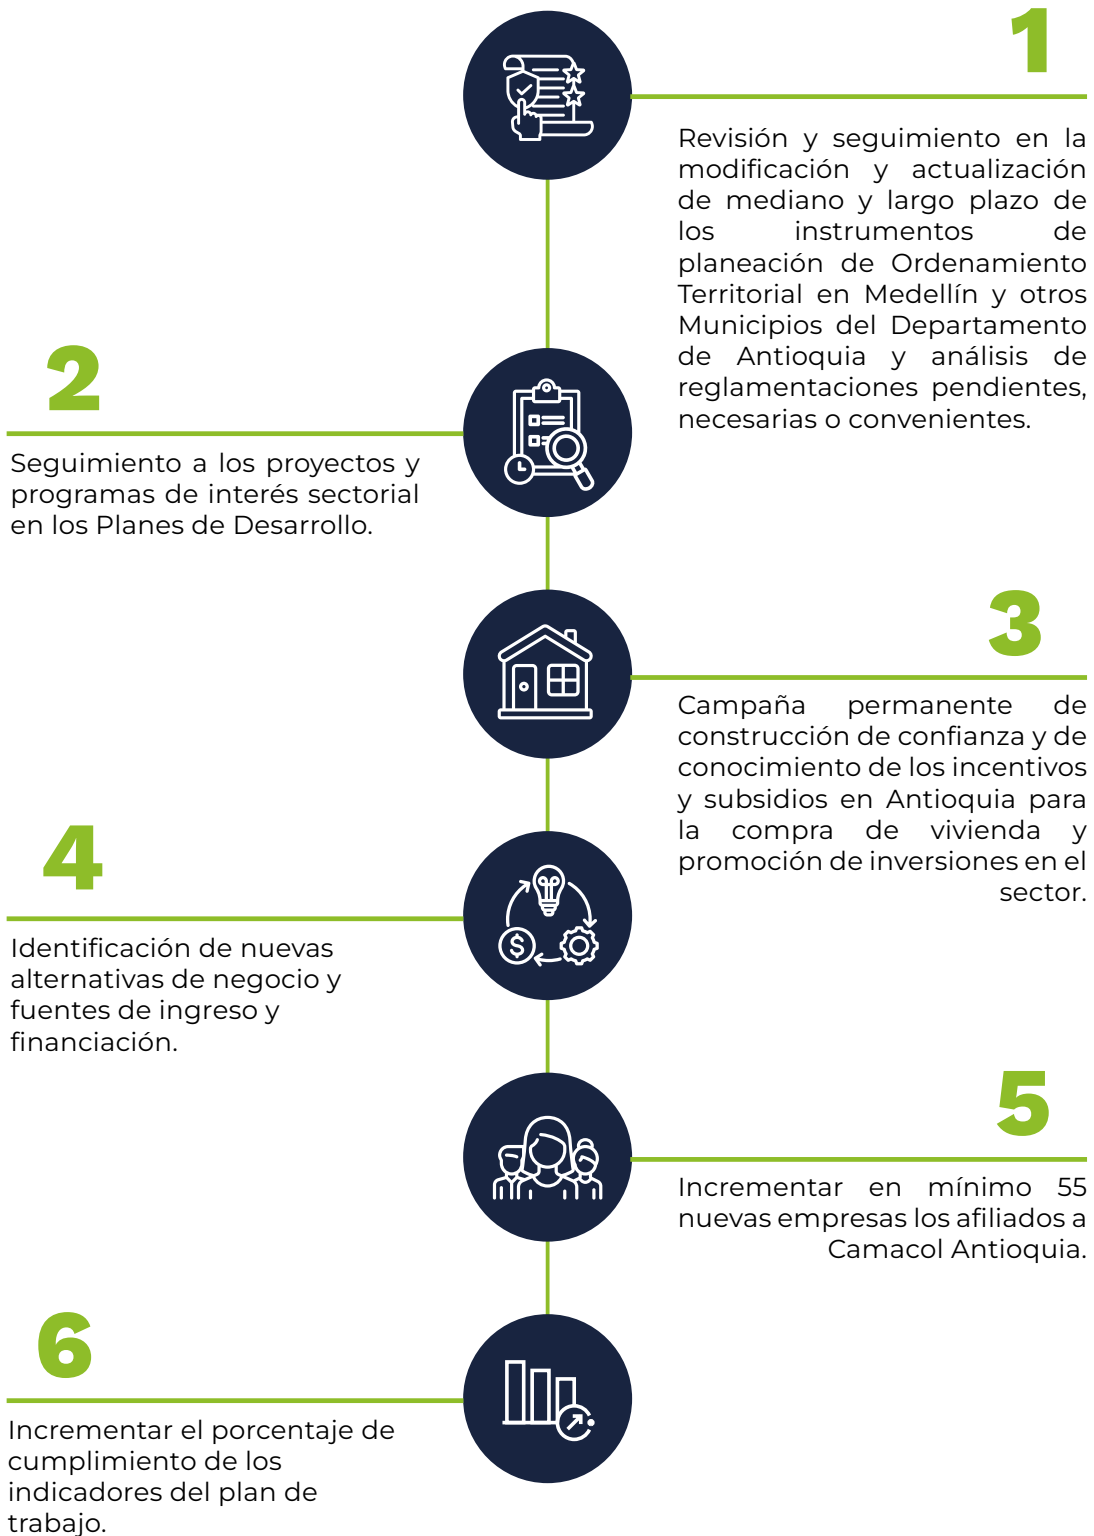 1
Revisión y seguimiento en la
modificación y actualización
de mediano y largo plazo de
los instrumentos de
planeación de Ordenamiento
Territorial en Medellín y otros
Municipios del Departamento
de Antioquia y análisis de
reglamentaciones pendientes,
necesarias o convenientes.
2
Seguimiento a los proyectos y
programas de interés sectorial
en los Planes de Desarrollo.
3
Campaña permanente de
construcción de confianza y de
conocimiento de los incentivos
y subsidios en Antioquia para
la compra de vivienda y
promoción de inversiones en el
sector.
4
Identificación de nuevas
alternativas de negocio y
fuentes de ingreso y
financiación.
5
Incrementar en mínimo 55
nuevas empresas los afiliados a
Camacol Antioquia.
6
Incrementar el porcentaje de
cumplimiento de los
indicadores del plan de
trabajo.